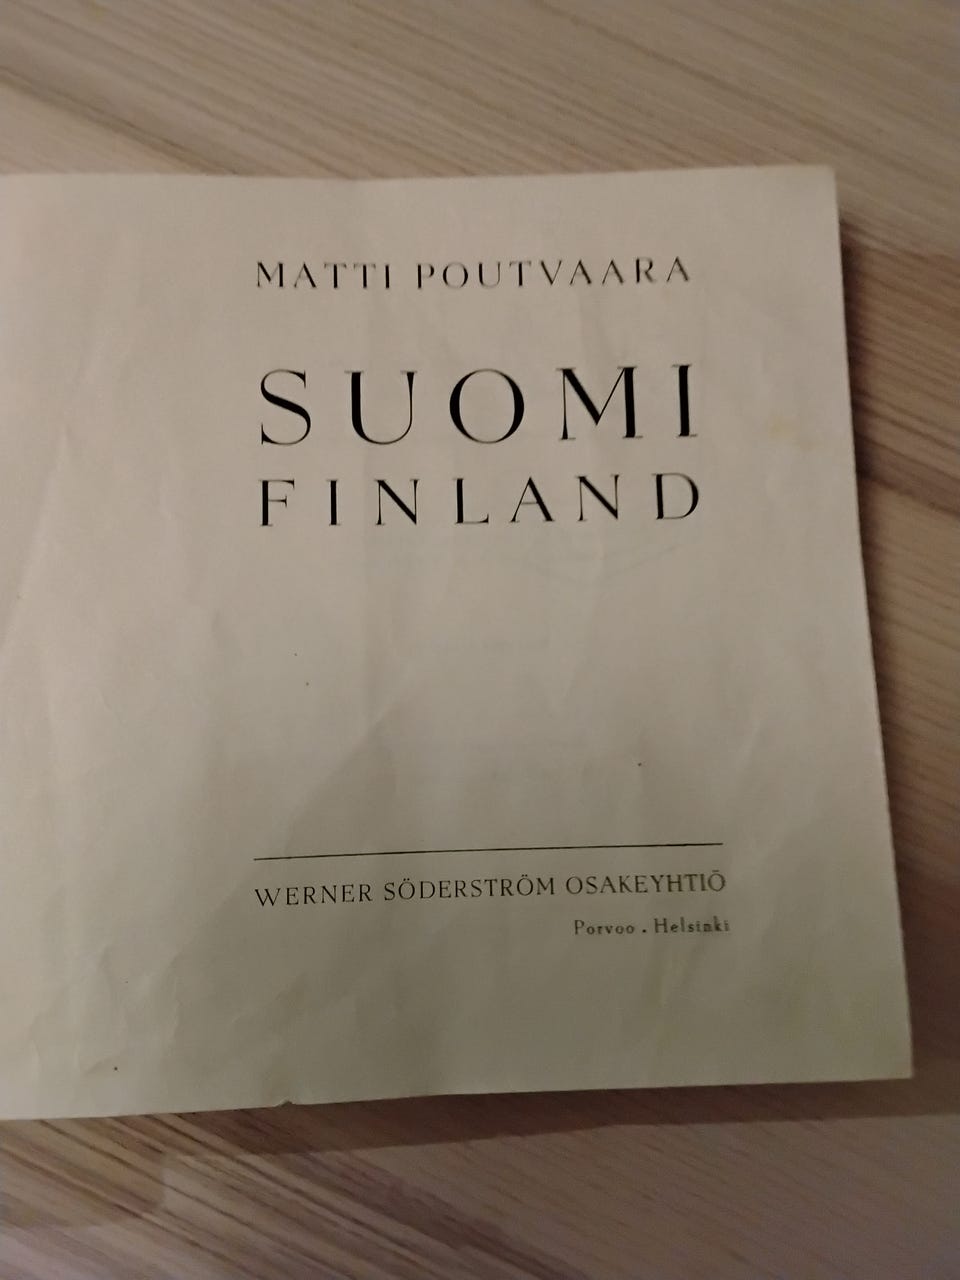 MATTI POUTVAARA
SUOMI
FINLAND
WERNER SÖDERSTRÖM OSAKEYHTIÖ
Porvoo . Helsinki